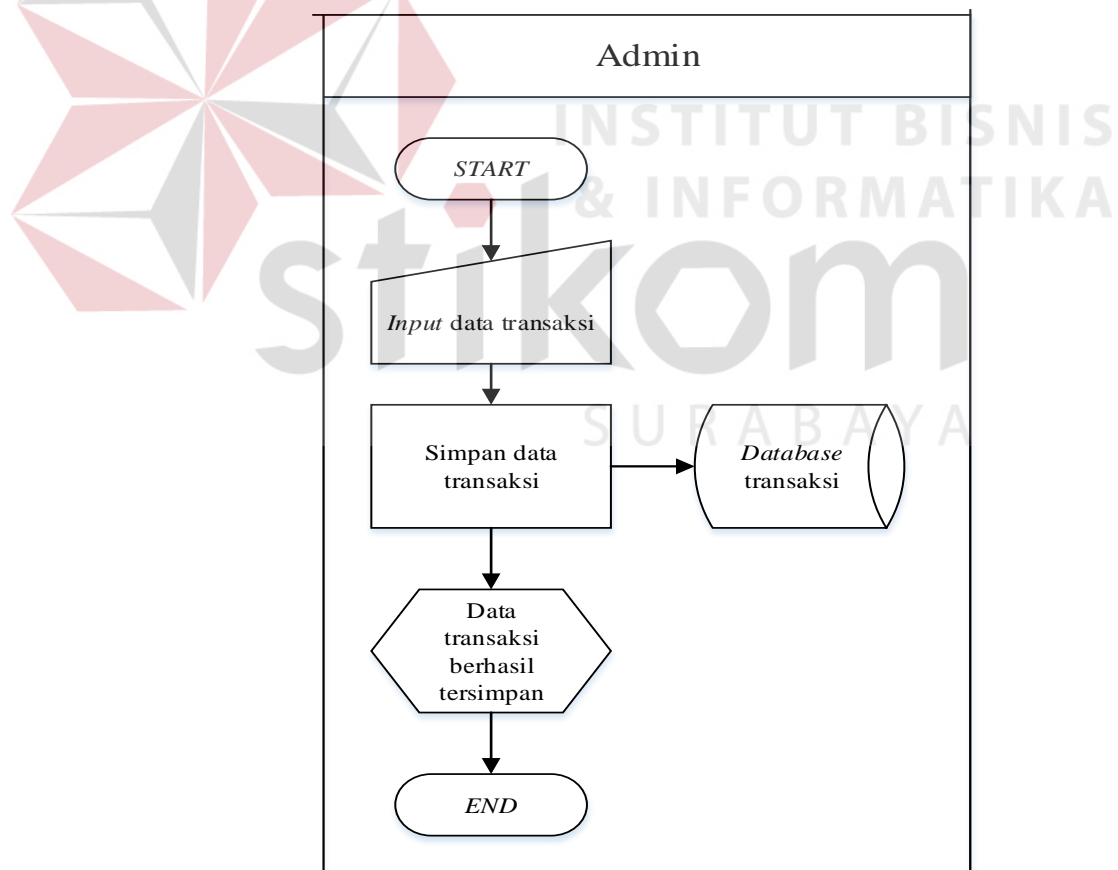 Admin
INSTITUT BISNIS
& INFORMATIKA
stikom
SURABAYA
START
Input data transaksi
Simpan data
transaksi
Database
transaksi
Data
transaksi
berhasil
tersimpan
END